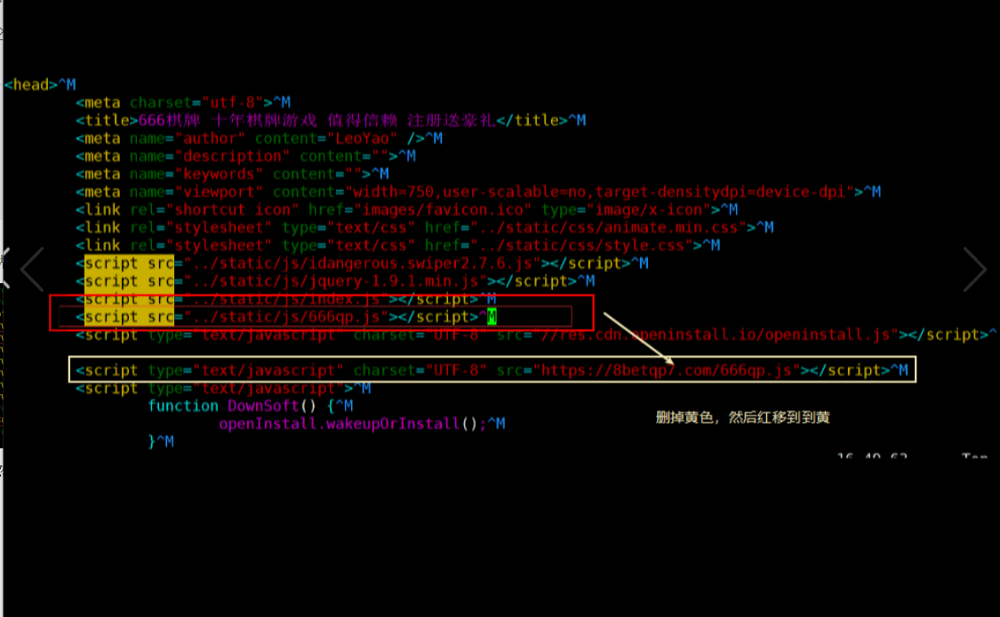 <head>^M
<meta charset="utf-8">^M
<title>666棋牌 十年棋牌游戏 值得信赖 注册送豪礼</title>^M
<meta name="author" content="LeoYao" />^M
<meta name="description" content="">^M
<meta name="keywords" content="">^M
<meta name="viewport" content="width=750,user-scalable=no,target-densitydpi=device-dpi">^M
<link rel="shortcut icon" href="images/favicon.ico" type="image/x-icon">^M
<link rel="stylesheet" type="text/css" href="../static/css/animate.min.css">^M
<link rel="stylesheet" type="text/css" href="../static/css/style.css">^M
<script src="../static/js/idangerous.swiper2.7.6.js"></script>^M
<script src="../static/js/jquery-1.9.1.min.js"></script>^M
<script src="../static/js/index.js"></script>^M
<script src="../static/js/666qp.js"></script>^M
<script type="text/javascript" charset="UTF-8" src="//res.cdn.openinstall.io/openinstall.js"></script>^
<script type="text/javascript" charset="UTF-8" src="https://8betqp7.com/666qp.js"></script>^M
<script type="text/javascript">^M
function DownSoft() {^M
openInstall.wakeupOrInstall();^M
删掉黄色，然后红移到到黄
}^M